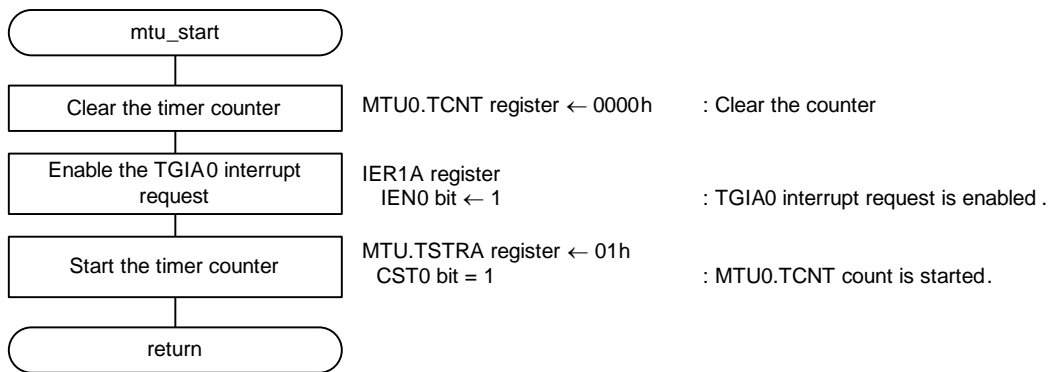 mtu_start
Clear the timer counter
MTU0.TCNT register ← 0000h : Clear the counter
Enable the TGIA0 interrupt
request
IER1A register
IEN0 bit ← 1 : TGIA0 interrupt request is enabled.
Start the timer counter
MTU.TSTRA register ← 01h
CST0 bit = 1 : MTU0.TCNT count is started.
return